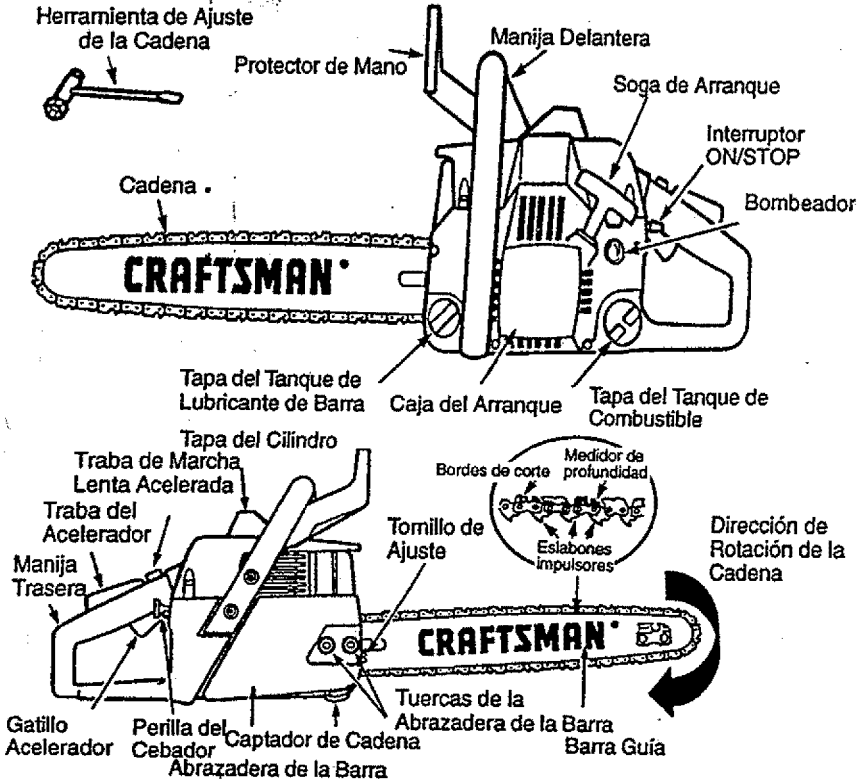 Herramienta de Ajuste
de la Cadena
Protector de Mano
Manija Delantera
Soga de Arranque
Interruptor
ON/STOP
Bombeador
Cadena
CRAFTSMAN
Tapa del Tanque de
Lubricante de Barra
Caja del Arranque
Tapa del Tanque de
Combustible
Tapa del Cilindro
Traba de Marcha
Lenta Acelerada
Traba del
Acelerador
Manija
Trasera
Tornillo de
Ajuste
Bordes de corte
Medidor de
profundidad
Eslabones
impulsores
Dirección de
Rotación de la
Cadena
CRAFTSMAN
Gatillo
Acelerador
Perilla del
Cebador
Captador de Cadena
Abrazadera de la Barra
Tuercas de la
Abrazadera de la Barra
Barra Guía